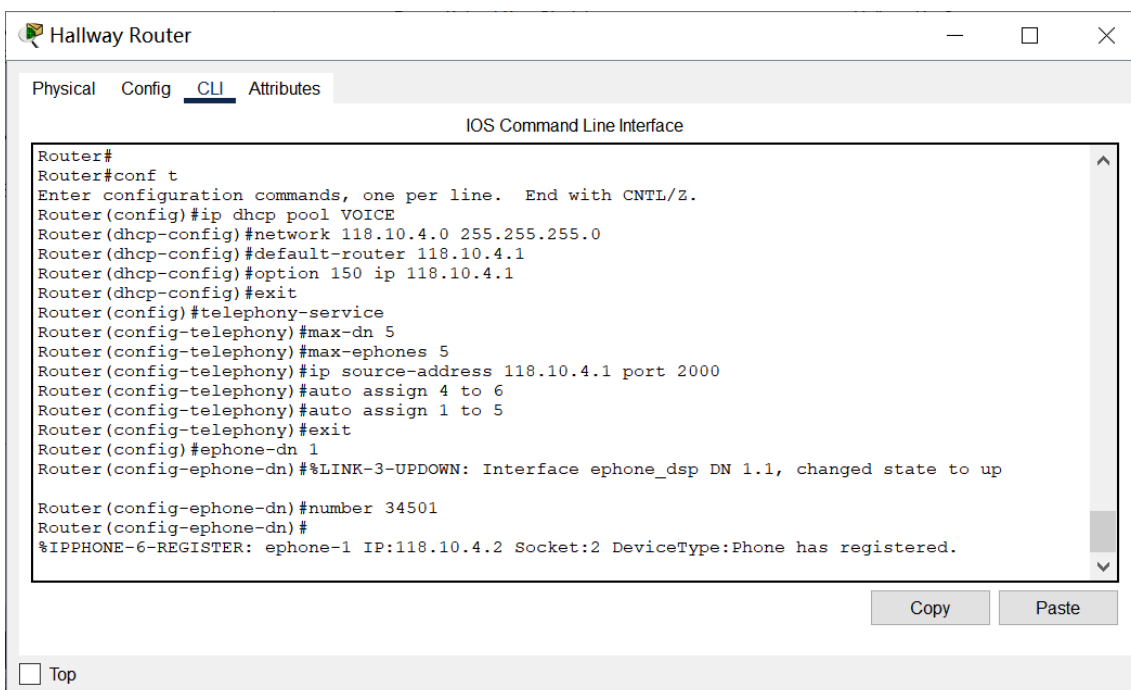 Hallway Router
Physical Config CLI Attributes
IOS Command Line Interface
Router#
Router#conf t
Enter configuration commands, one per line.  End with CNTL/Z.
Router(config)#ip dhcp pool VOICE
Router(dhcp-config)#network 118.10.4.0 255.255.255.0
Router(dhcp-config)#default-router 118.10.4.1
Router(dhcp-config)#option 150 ip 118.10.4.1
Router(dhcp-config)#exit
Router(config)#telephony-service
Router(config-telephony)#max-dn 5
Router(config-telephony)#max-ephones 5
Router(config-telephony)#ip source-address 118.10.4.1 port 2000
Router(config-telephony)#auto assign 4 to 6
Router(config-telephony)#auto assign 1 to 5
Router(config-telephony)#exit
Router(config)#ephone-dn 1
Router(config-ephone-dn)#%LINK-3-UPDOWN: Interface ephone_dsp DN 1.1, changed state to up
Router(config-ephone-dn)#number 34501
Router(config-ephone-dn)#
%IPPHONE-6-REGISTER: ephone-1 IP:118.10.4.2 Socket:2 DeviceType:Phone has registered.
Copy Paste
Top